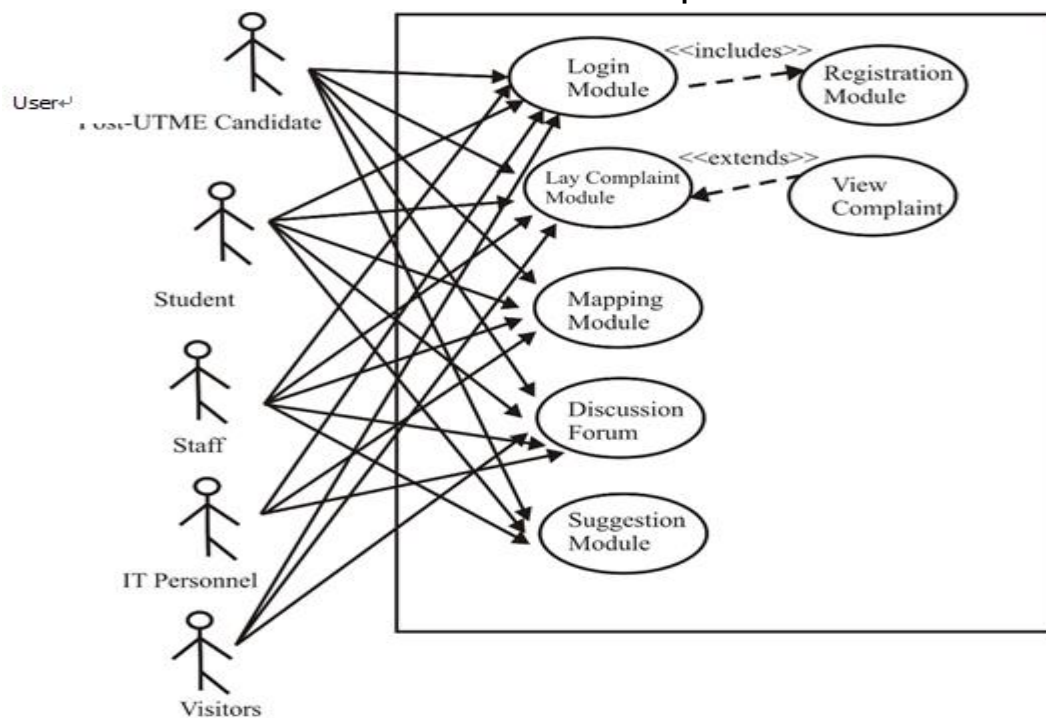 <<includes>>
Login
Module
Registration
Module
User↵
Post-UTME Candidate
<<extends>>
Lay Complaint
Module
View
Complaint
Student
Mapping
Module
Staff
Discussion
Forum
Suggestion
Module
IT Personnel
Visitors